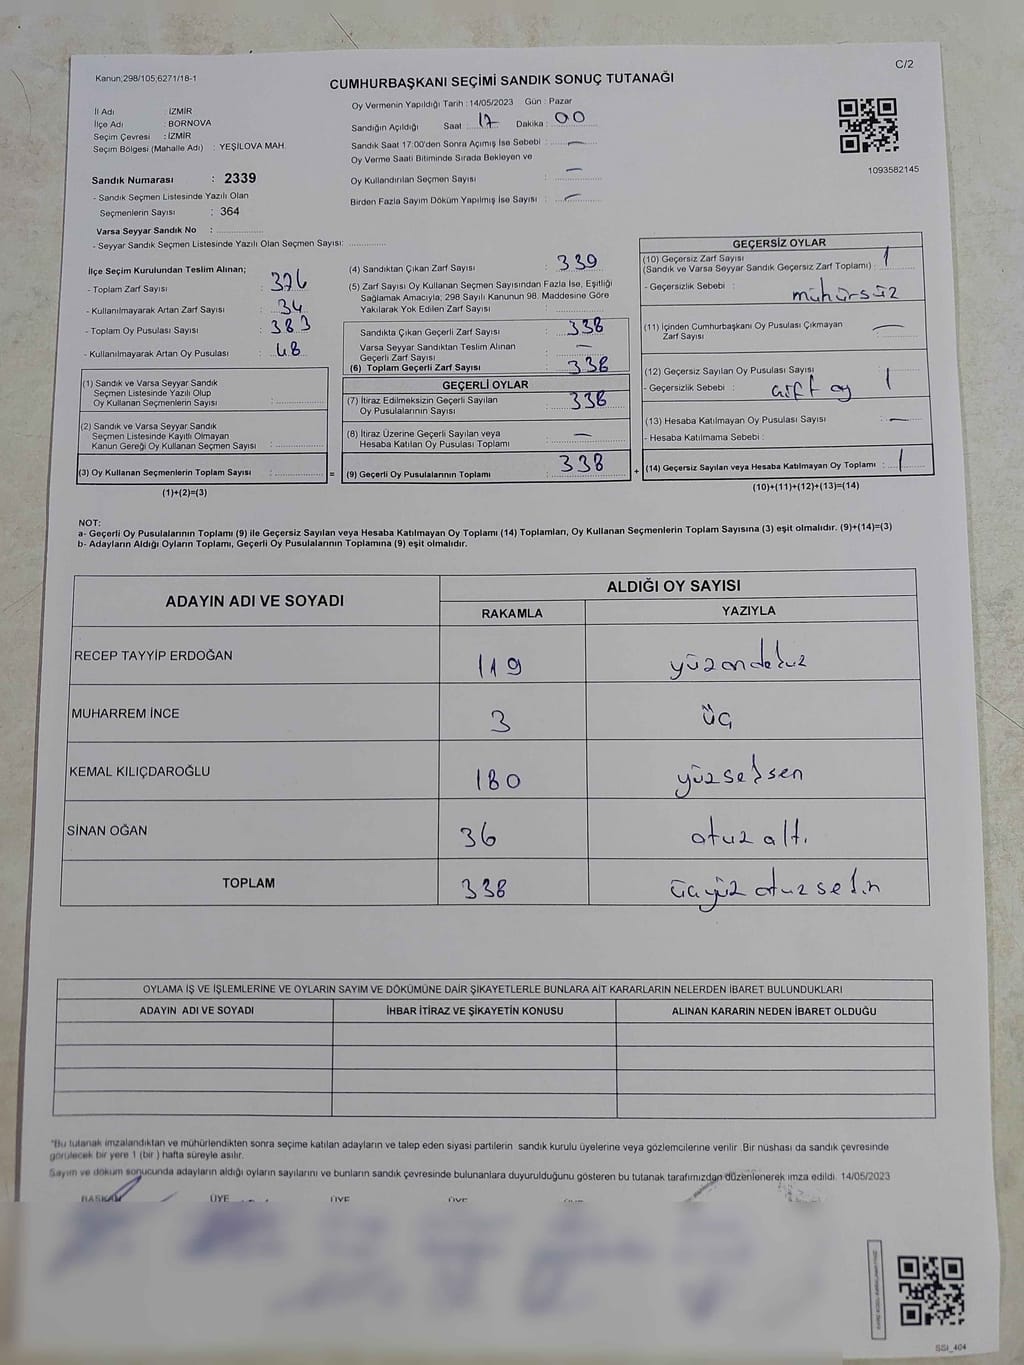 Kanun;298/105,6271/18-1
C/2
CUMHURBAŞKANI SEÇİMİ SANDIK SONUÇ TUTANAĞI
İl Adı : İZMİR
İlçe Adı : BORNOVA
Seçim Çevresi : İZMİR
Seçim Bölgesi (Mahalle Adı) : YEŞİLOVA MAH.
Sandık Numarası : 2339
- Sandık Seçmen Listesinde Yazılı Olan
Seçmenlerin Sayısı : 364
Varsa Seyyar Sandık No :
- Seyyar Sandık Seçmen Listesinde Yazılı Olan Seçmen Sayısı:
Oy Vermenin Yapıldığı Tarih : 14/05/2023 Gün : Pazar
Sandığın Açıldığı Saat : 17 Dakika : 00
Sandık Saat 17.00'den Sonra Açımış İse Sebebi : —
Oy Verme Saati Bitiminde Sırada Bekleyen ve
Oy Kullandırılan Seçmen Sayısı : —
Birden Fazla Sayım Döküm Yapılmış İse Sayısı : —
1093582145
İlçe Seçim Kurulundan Teslim Alınan;
- Toplam Zarf Sayısı : 376
- Kullanılmayarak Artan Zarf Sayısı : 34
- Toplam Oy Pusulası Sayısı : 383
- Kullanılmayarak Artan Oy Pusulası : 48
(1) Sandık ve Varsa Seyyar Sandık
Seçmen Listesinde Yazılı Olup
Oy Kullanan Seçmenlerin Sayısı :
(2) Sandık ve Varsa Seyyar Sandık
Seçmen Listesinde Kayıtlı Olmayan
Kanun Gereği Oy Kullanan Seçmen Sayısı :
(3) Oy Kullanan Seçmenlerin Toplam Sayısı : =
(1)+(2)=(3)
(4) Sandıktan Çıkan Zarf Sayısı : 339
(5) Zarf Sayısı Oy Kullanan Seçmen Sayısından Fazla İse, Eşitliği
Sağlamak Amacıyla; 298 Sayılı Kanunun 98. Maddesine Göre
Yakılarak Yok Edilen Zarf Sayısı :
Sandıkta Çıkan Geçerli Zarf Sayısı : 338
Varsa Seyyar Sandıktan Teslim Alınan
Geçerli Zarf Sayısı : —
(6) Toplam Geçerli Zarf Sayısı : 338
GEÇERLİ OYLAR
(7) İtiraz Edilmeksizin Geçerli Sayılan
Oy Pusulalarının Sayısı : 338
(8) İtiraz Üzerine Geçerli Sayılan veya
Hesaba Katılan Oy Pusulası Toplamı : —
(9) Geçerli Oy Pusulalarının Toplamı : 338 +
GEÇERSİZ OYLAR
(10) Geçersiz Zarf Sayısı
(Sandık ve Varsa Seyyar Sandık Geçersiz Zarf Toplamı) : 1
- Geçersizlik Sebebi : mühürsüz
(11) İçinden Cumhurbaşkanı Oy Pusulası Çıkmayan
Zarf Sayısı : —
(12) Geçersiz Sayılan Oy Pusulası Sayısı : 1
- Geçersizlik Sebebi : çift oy
(13) Hesaba Katılmayan Oy Pusulası Sayısı : —
- Hesaba Katılmama Sebebi :
(14) Geçersiz Sayılan veya Hesaba Katılmayan Oy Toplamı : 1
(10)+(11)+(12)+(13)=(14)
NOT:
a- Geçerli Oy Pusulalarının Toplamı (9) ile Geçersiz Sayılan veya Hesaba Katılmayan Oy Toplamı (14) Toplamları, Oy Kullanan Seçmenlerin Toplam Sayısına (3) eşit olmalıdır. (9)+(14)=(3)
b- Adayların Aldığı Oyların Toplamı, Geçerli Oy Pusulalarının Toplamına (9) eşit olmalıdır.
ADAYIN ADI VE SOYADI ALDIĞI OY SAYISI
RAKAMLA YAZIYLA
RECEP TAYYİP ERDOĞAN 119 yüzondokuz
MUHARREM İNCE 3 üç
KEMAL KILIÇDAROĞLU 180 yüzseksen
SİNAN OĞAN 36 otuz altı
TOPLAM 338 üçyüz otuz sekiz
OYLAMA İŞ VE İŞLEMLERİNE VE OYLARIN SAYIM VE DÖKÜMÜNE DAİR ŞİKAYETLERLE BUNLARA AİT KARARLARIN NELERDEN İBARET BULUNDUKLARI
ADAYIN ADI VE SOYADI İHBAR İTİRAZ VE ŞİKAYETİN KONUSU ALINAN KARARIN NEDEN İBARET OLDUĞU
"Bu tutanak imzalandıktan ve mühürlendikten sonra seçime katılan adayların ve talep eden siyasi partilerin sandık kurulu üyelerine veya gözlemcilerine verilir. Bir nüshası da sandık çevresinde
görülecek bir yere 1 (bir) hafta süreyle asılır.
Sayım ve döküm sonucunda adayların aldığı oyların sayılarını ve bunların sandık çevresinde bulunanlara duyurulduğunu gösteren bu tutanak tarafımızdan düzenlenerek imza edildi. 14/05/2023
BAŞKAN ÜYE ÜYE ÜYE
SSI_404